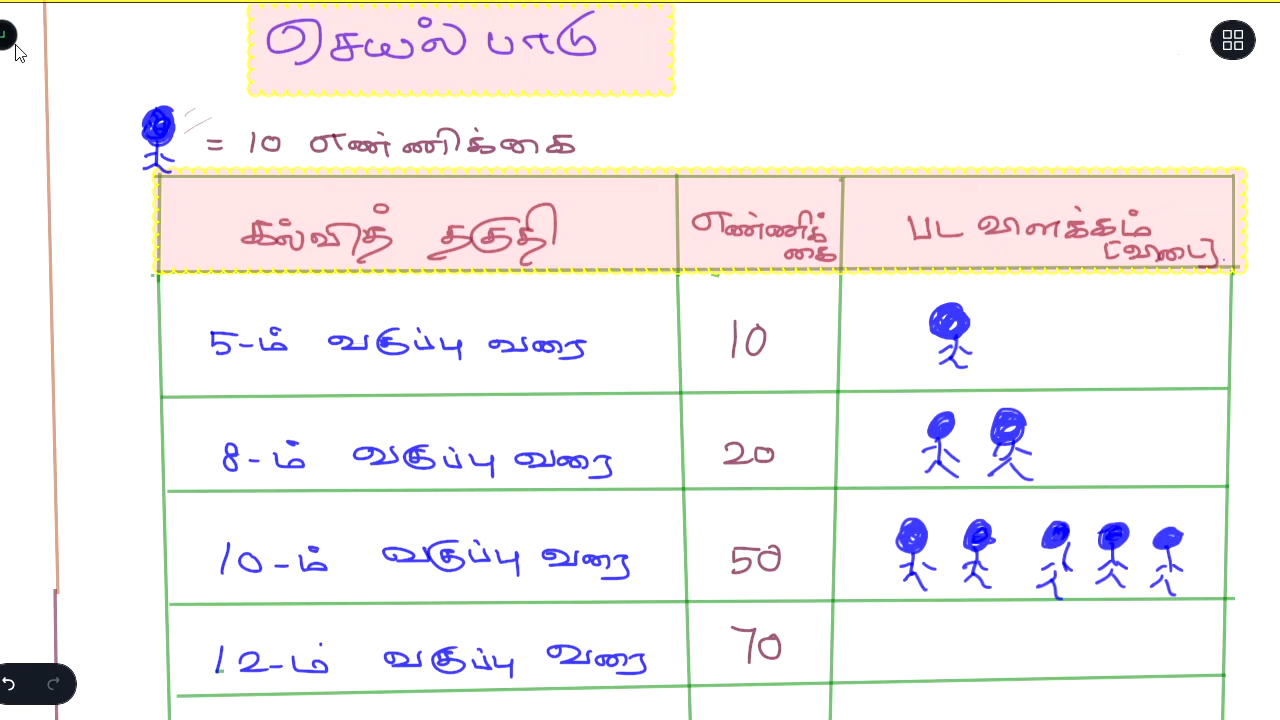 செயல் பாடு
= 10 எண்ணிக்கை
கல்வித் தகுதி எண்ணிக் கை பட விளக்கம் [விடை].
5-ம் வகுப்பு வரை 10
8-ம் வகுப்பு வரை 20
10-ம் வகுப்பு வரை 50
12-ம் வகுப்பு வரை 70